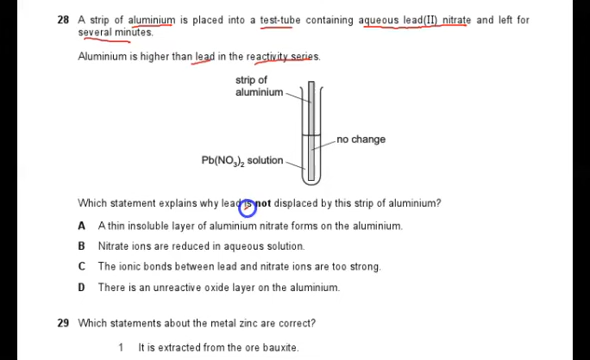 28 A strip of aluminium is placed into a test-tube containing aqueous lead(II) nitrate and left for
several minutes.
Aluminium is higher than lead in the reactivity series.
strip of
aluminium
no change
Pb(NO3)2 solution
Which statement explains why lead is not displaced by this strip of aluminium?
A A thin insoluble layer of aluminium nitrate forms on the aluminium.
B Nitrate ions are reduced in aqueous solution.
C The ionic bonds between lead and nitrate ions are too strong.
D There is an unreactive oxide layer on the aluminium.
29 Which statements about the metal zinc are correct?
1 It is extracted from the ore bauxite.